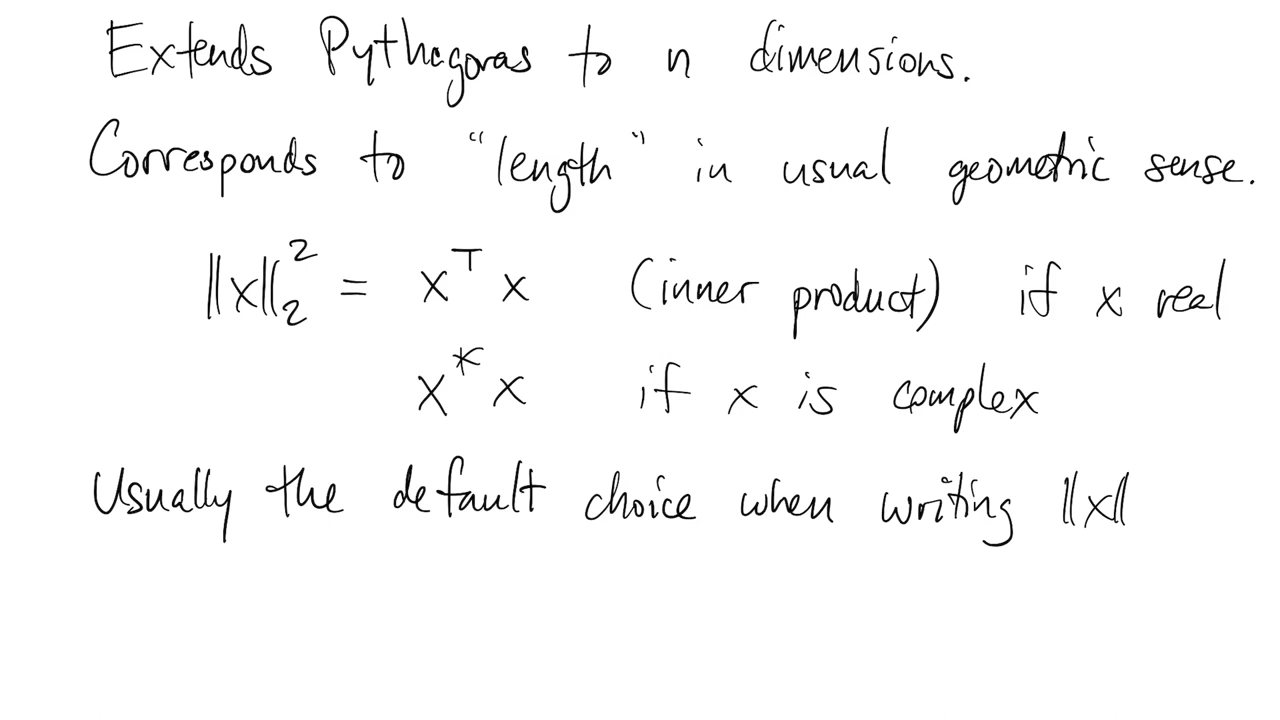 Extends Pythagoras to n dimensions.
Corresponds to "length" in usual geometric sense.
‖x‖₂² = xᵀx (inner product) if x real
x*x if x is complex
Usually the default choice when writing ‖x‖